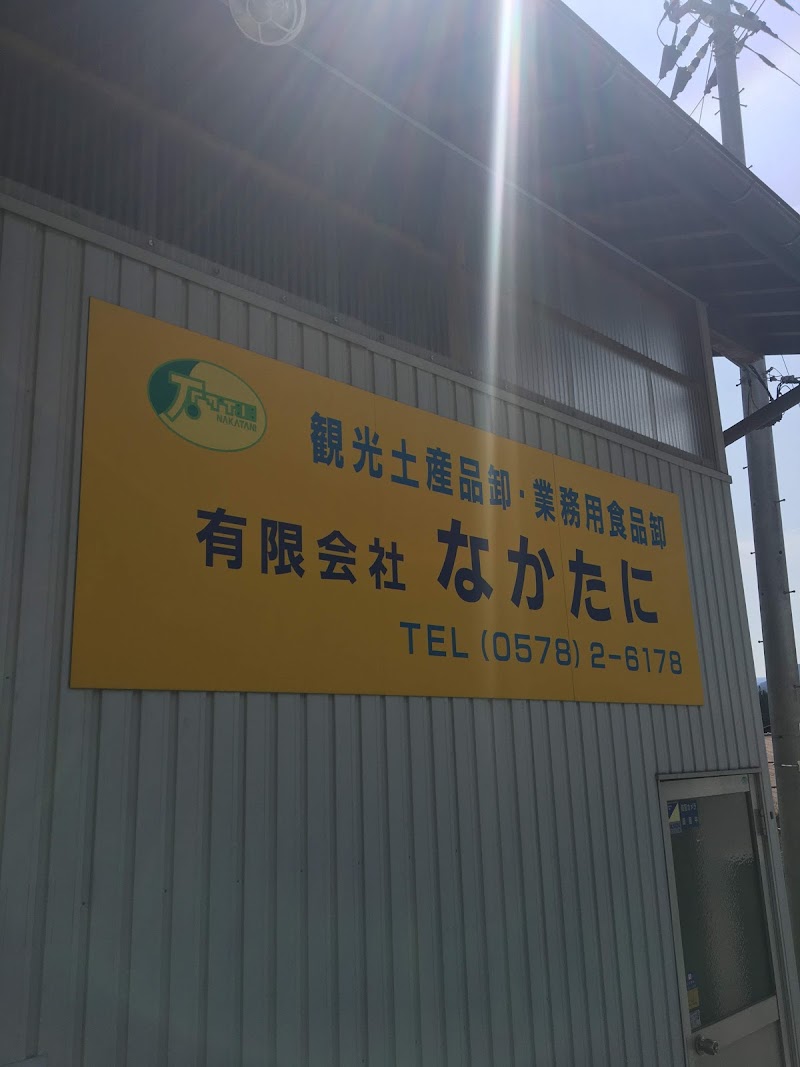 NAKATANI
観光土産品卸・業務用食品卸
有限会社 なかたに
TEL (0578) 2-6178